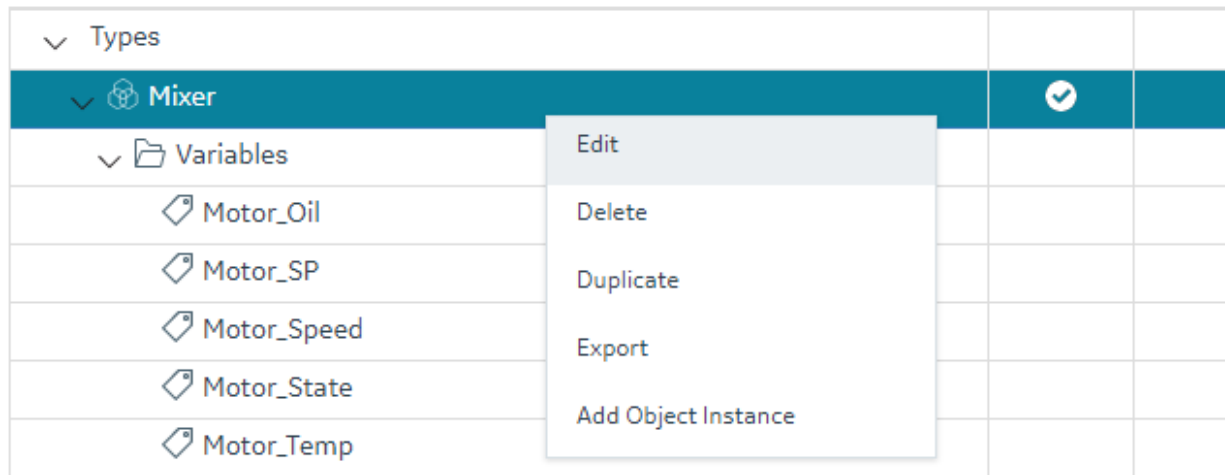 Types
Mixer
Edit
Variables
Delete
Motor_Oil
Motor_SP
Duplicate
Motor_Speed
Export
Motor_State
Add Object Instance
Motor_Temp